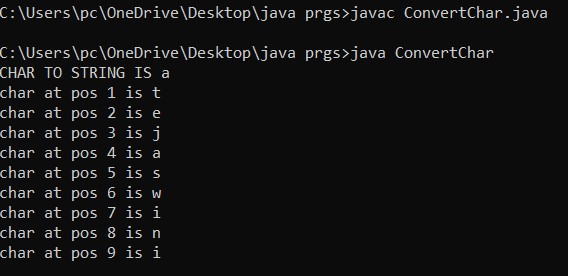 C:\Users\pc\OneDrive\Desktop\java prgs>javac ConvertChar.java
C:\Users\pc\OneDrive\Desktop\java prgs>java ConvertChar
CHAR TO STRING IS a
char at pos 1 is t
char at pos 2 is e
char at pos 3 is j
char at pos 4 is a
char at pos 5 is s
char at pos 6 is w
char at pos 7 is i
char at pos 8 is n
char at pos 9 is i